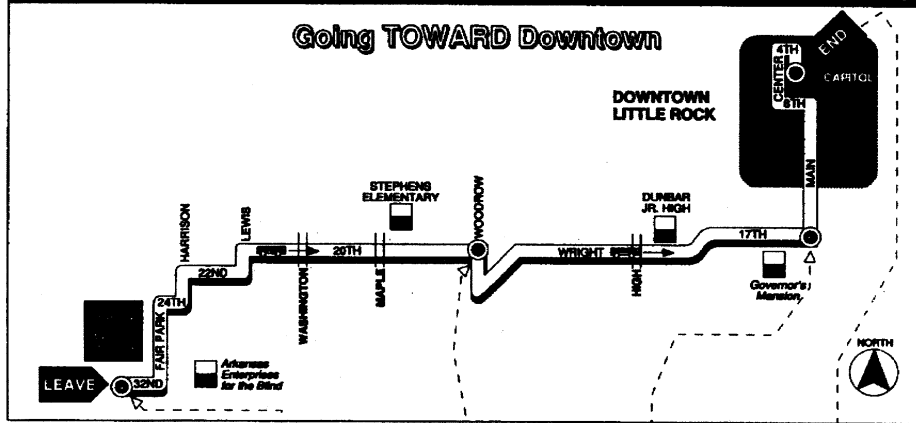 Going TOWARD Downtown
END
4TH
CENTER
CAPITOL
6TH
DOWNTOWN
LITTLE ROCK
MAIN
STEPHENS
ELEMENTARY
WOODROW
DUNBAR
JR. HIGH
HARRISON
LEWIS
20TH
WRIGHT
17TH
22ND
WASHINGTON
MAPLE
HIGH
Governor's
Mansion
24TH
FAIR PARK
NORTH
Arkansas
Enterprises
for the Blind
LEAVE
32ND